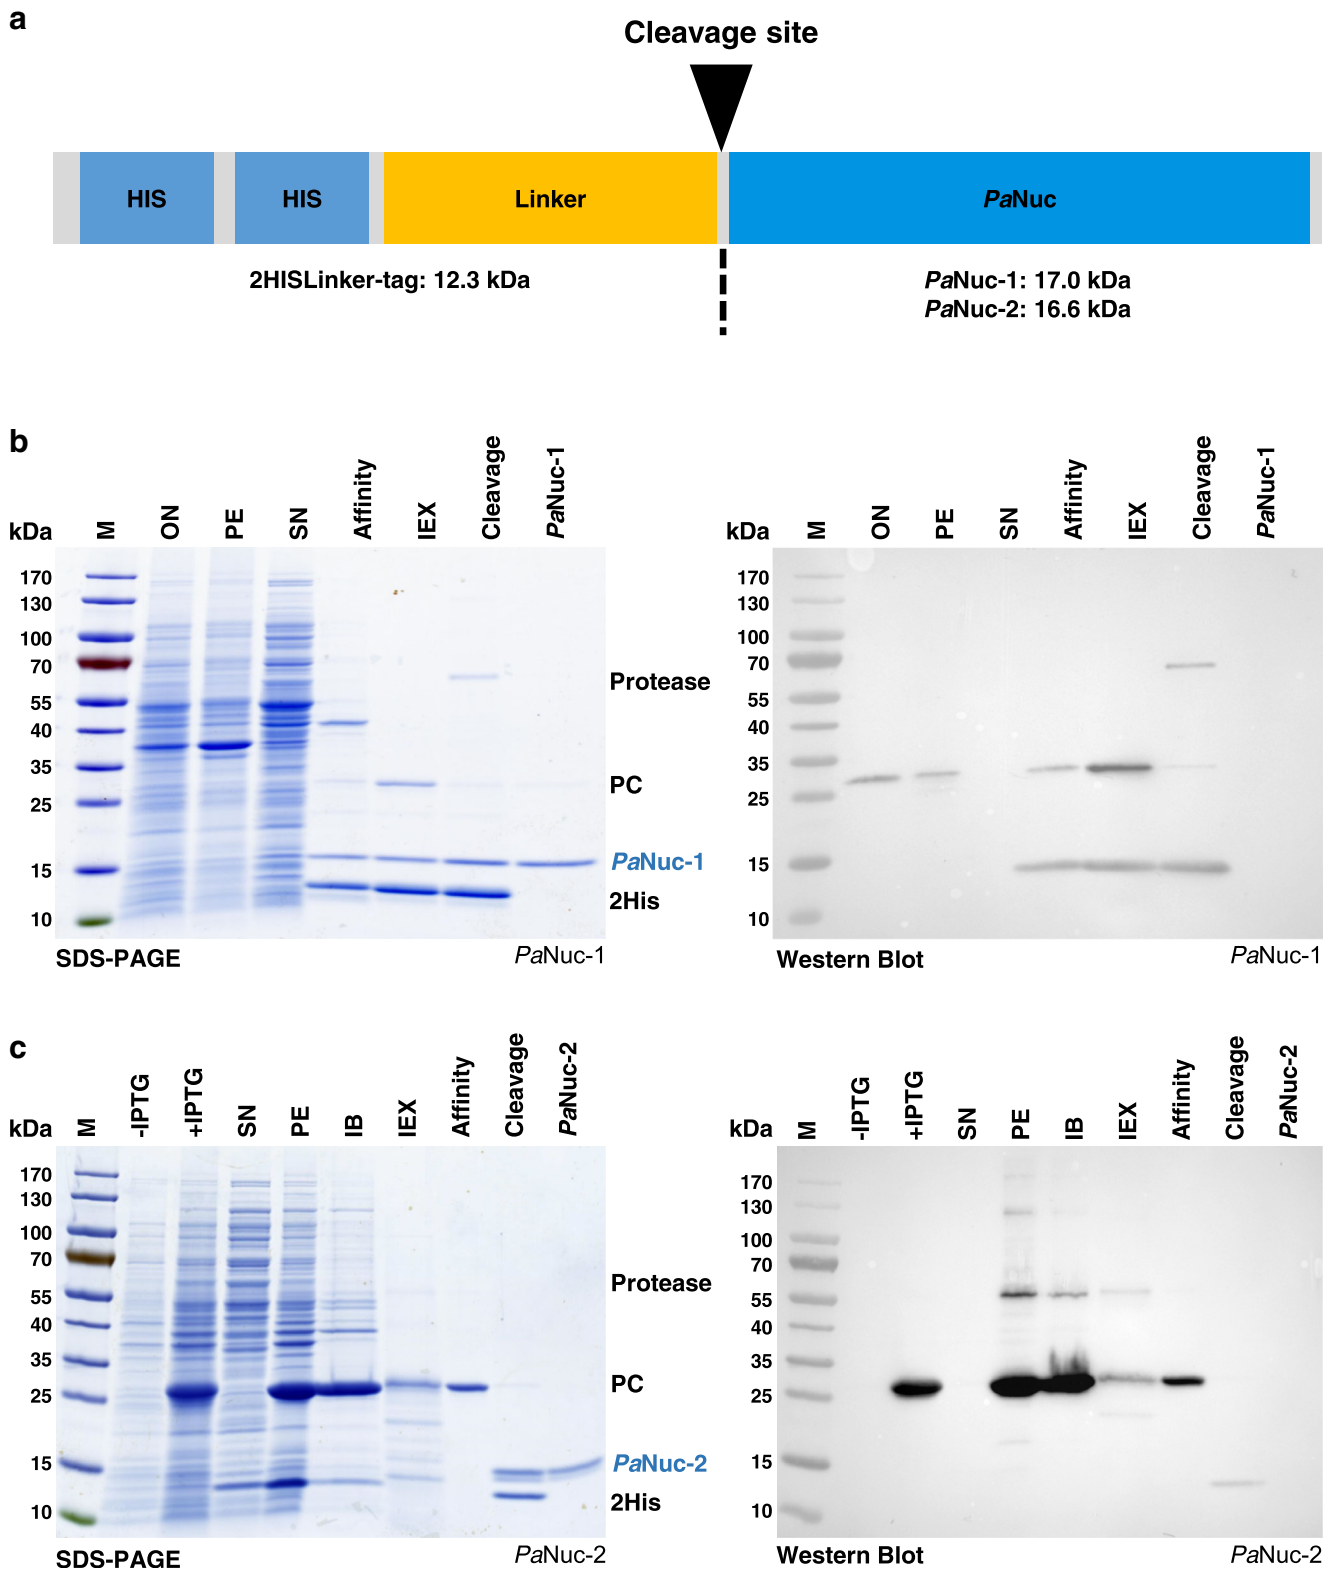 a
Cleavage site
HIS HIS Linker PaNuc
2HISLinker-tag: 12.3 kDa
PaNuc-1: 17.0 kDa
PaNuc-2: 16.6 kDa
b
kDa M ON PE SN Affinity IEX Cleavage PaNuc-1
170
130
100
70
55
40
35
25
15
10
Protease
PC
PaNuc-1
2His
SDS-PAGE PaNuc-1
kDa M ON PE SN Affinity IEX Cleavage PaNuc-1
170
130
100
70
55
40
35
25
15
10
Western Blot PaNuc-1
c
kDa M -IPTG +IPTG SN PE IB IEX Affinity Cleavage PaNuc-2
170
130
100
70
55
40
35
25
15
10
Protease
PC
PaNuc-2
2His
SDS-PAGE PaNuc-2
kDa M -IPTG +IPTG SN PE IB IEX Affinity Cleavage PaNuc-2
170
130
100
70
55
40
35
25
15
10
Western Blot PaNuc-2